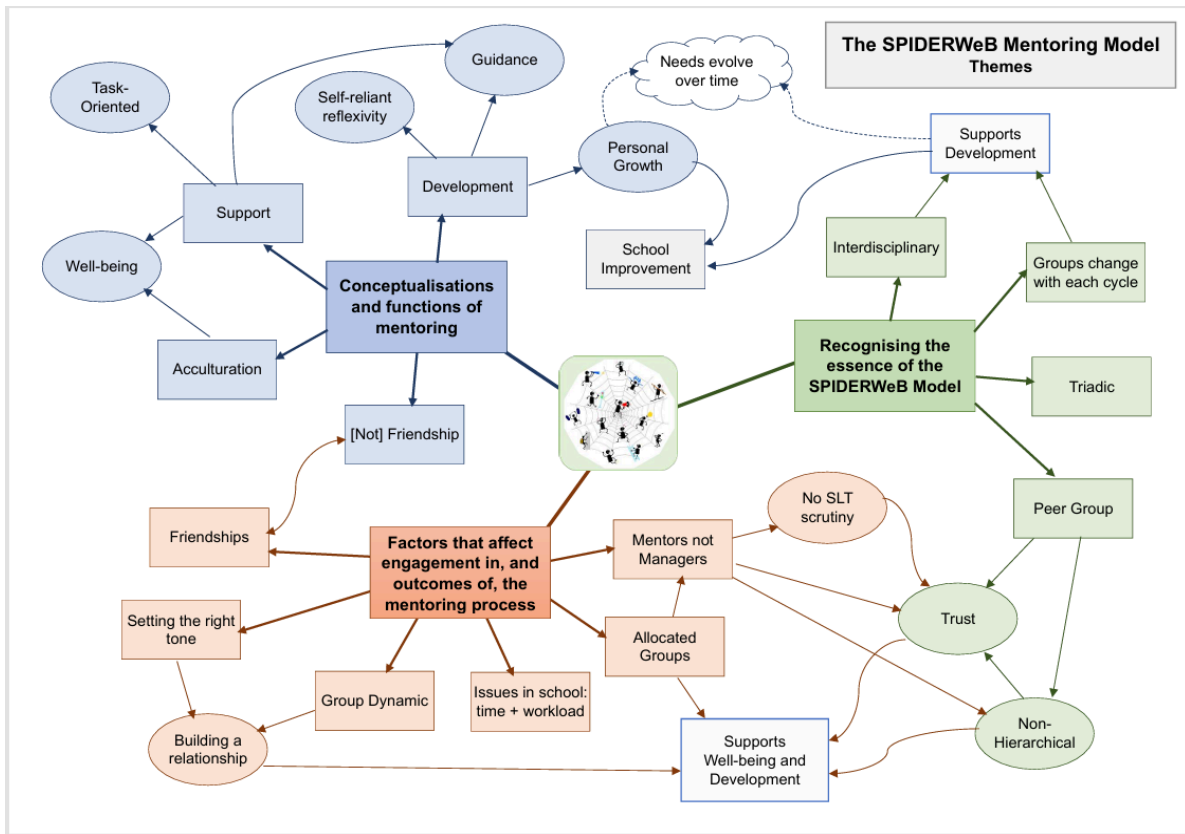 The SPIDERWeB Mentoring Model
Themes
Needs evolve
over time
Guidance
Task-
Oriented
Self-reliant
reflexivity
Personal
Growth
Supports
Development
Development
Support
School
Improvement
Interdisciplinary
Groups change
with each cycle
Well-being
Conceptualisations
and functions of
mentoring
Acculturation
Recognising the
essence of the
SPIDERWeB Model
Triadic
[Not] Friendship
Friendships
Factors that affect
engagement in, and
outcomes of, the
mentoring process
Mentors not
Managers
No SLT
scrutiny
Peer Group
Setting the right
tone
Allocated
Groups
Trust
Group Dynamic
Issues in school:
time + workload
Building a
relationship
Supports
Well-being and
Development
Non-
Hierarchical